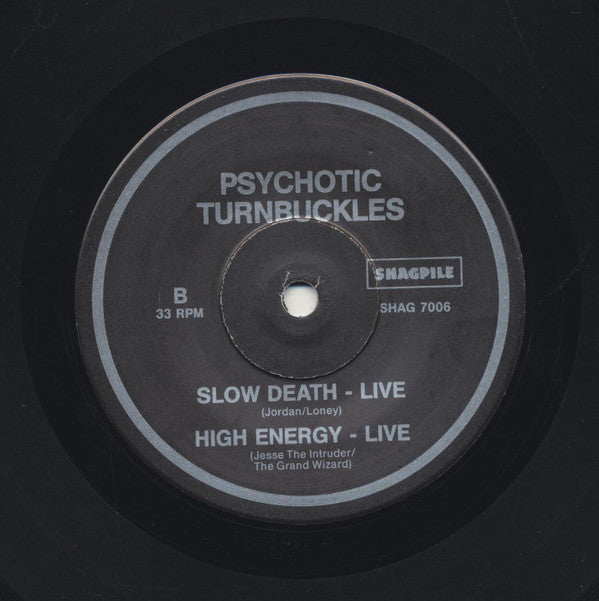 PSYCHOTIC
TURNBUCKLES
SHAGPILE
B
33 RPM
SHAG 7006
SLOW DEATH - LIVE
(Jordan/Loney)
HIGH ENERGY - LIVE
(Jesse The Intruder/
The Grand Wizard)